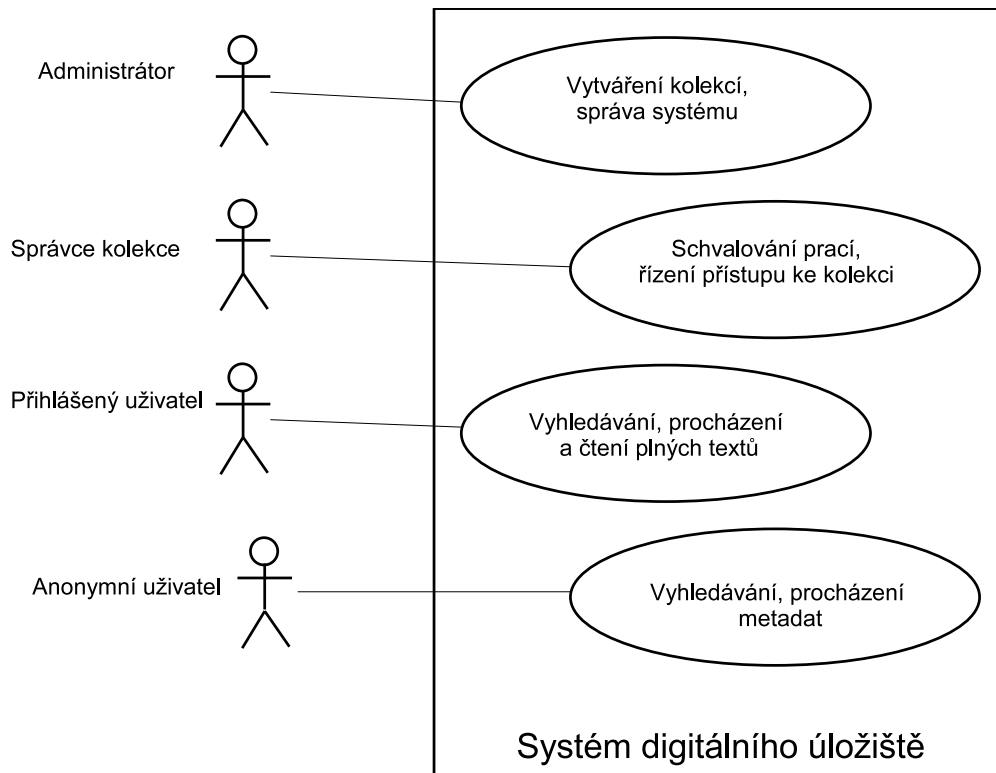 Administrátor
Vytváření kolekcí,
správa systému
Správce kolekce
Schvalování prací,
řízení přístupu ke kolekci
Přihlášený uživatel
Vyhledávání, procházení
a čtení plných textů
Anonymní uživatel
Vyhledávání, procházení
metadat
Systém digitálního úložiště